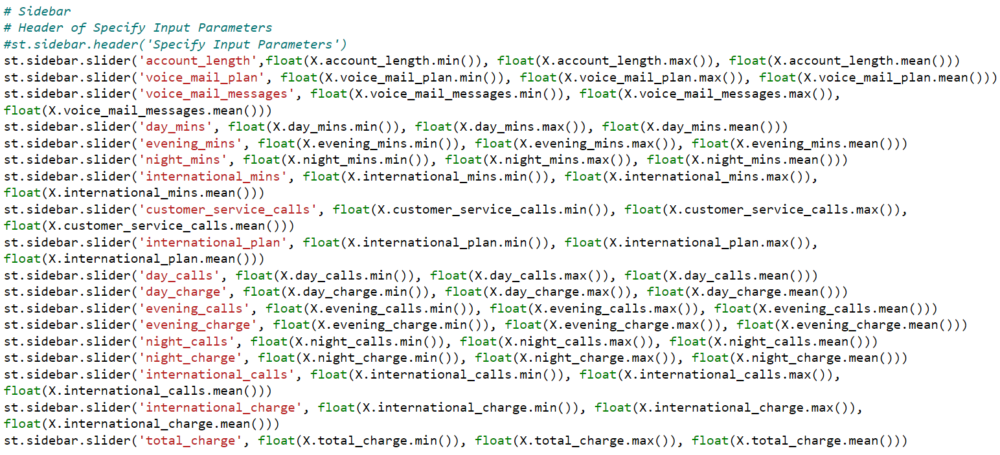 # Sidebar
# Header of Specify Input Parameters
#st.sidebar.header('Specify Input Parameters')
st.sidebar.slider('account_length',float(X.account_length.min()), float(X.account_length.max()), float(X.account_length.mean()))
st.sidebar.slider('voice_mail_plan', float(X.voice_mail_plan.min()), float(X.voice_mail_plan.max()), float(X.voice_mail_plan.mean()))
st.sidebar.slider('voice_mail_messages', float(X.voice_mail_messages.min()), float(X.voice_mail_messages.max()),
float(X.voice_mail_messages.mean()))
st.sidebar.slider('day_mins', float(X.day_mins.min()), float(X.day_mins.max()), float(X.day_mins.mean()))
st.sidebar.slider('evening_mins', float(X.evening_mins.min()), float(X.evening_mins.max()), float(X.evening_mins.mean()))
st.sidebar.slider('night_mins', float(X.night_mins.min()), float(X.night_mins.max()), float(X.night_mins.mean()))
st.sidebar.slider('international_mins', float(X.international_mins.min()), float(X.international_mins.max()),
float(X.international_mins.mean()))
st.sidebar.slider('customer_service_calls', float(X.customer_service_calls.min()), float(X.customer_service_calls.max()),
float(X.customer_service_calls.mean()))
st.sidebar.slider('international_plan', float(X.international_plan.min()), float(X.international_plan.max()),
float(X.international_plan.mean()))
st.sidebar.slider('day_calls', float(X.day_calls.min()), float(X.day_calls.max()), float(X.day_calls.mean()))
st.sidebar.slider('day_charge', float(X.day_charge.min()), float(X.day_charge.max()), float(X.day_charge.mean()))
st.sidebar.slider('evening_calls', float(X.evening_calls.min()), float(X.evening_calls.max()), float(X.evening_calls.mean()))
st.sidebar.slider('evening_charge', float(X.evening_charge.min()), float(X.evening_charge.max()), float(X.evening_charge.mean()))
st.sidebar.slider('night_calls', float(X.night_calls.min()), float(X.night_calls.max()), float(X.night_calls.mean()))
st.sidebar.slider('night_charge', float(X.night_charge.min()), float(X.night_charge.max()), float(X.night_charge.mean()))
st.sidebar.slider('international_calls', float(X.international_calls.min()), float(X.international_calls.max()),
float(X.international_calls.mean()))
st.sidebar.slider('international_charge', float(X.international_charge.min()), float(X.international_charge.max()),
float(X.international_charge.mean()))
st.sidebar.slider('total_charge', float(X.total_charge.min()), float(X.total_charge.max()), float(X.total_charge.mean()))